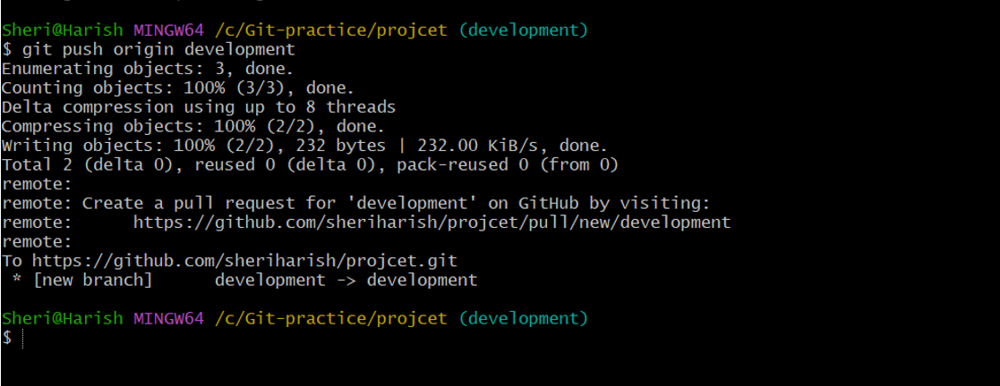 Sheri@Harish MINGW64 /c/Git-practice/projcet (development)
$ git push origin development
Enumerating objects: 3, done.
Counting objects: 100% (3/3), done.
Delta compression using up to 8 threads
Compressing objects: 100% (2/2), done.
Writing objects: 100% (2/2), 232 bytes | 232.00 KiB/s, done.
Total 2 (delta 0), reused 0 (delta 0), pack-reused 0 (from 0)
remote:
remote: Create a pull request for 'development' on GitHub by visiting:
remote:      https://github.com/sheriharish/projcet/pull/new/development
remote:
To https://github.com/sheriharish/projcet.git
 * [new branch]      development -> development
Sheri@Harish MINGW64 /c/Git-practice/projcet (development)
$